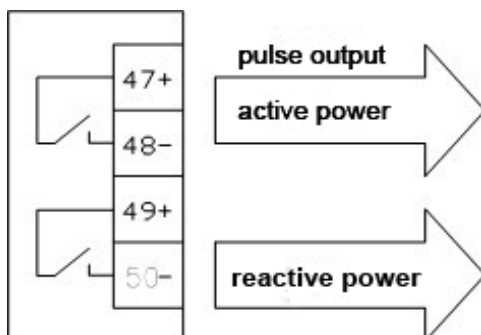 47+
48-
49+
50-
pulse output
active power
reactive power